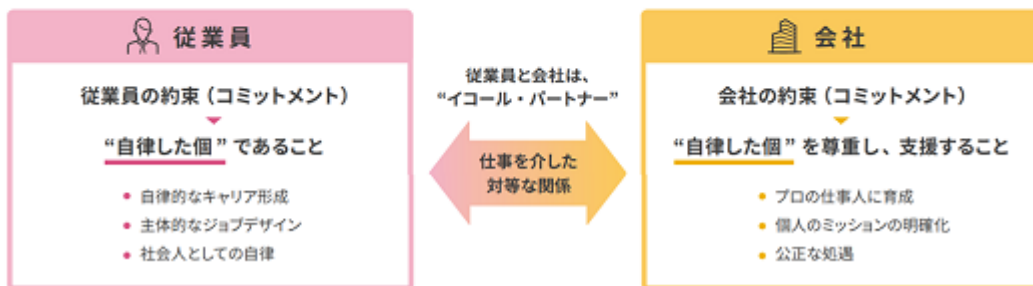 従業員
従業員の約束（コミットメント）
“自律した個”であること
• 自律的なキャリア形成
• 主体的なジョブデザイン
• 社会人としての自律
従業員と会社は、
“イコール・パートナー”
仕事を介した
対等な関係
会社
会社の約束（コミットメント）
“自律した個”を尊重し、支援すること
• プロの仕事人に育成
• 個人のミッションの明確化
• 公正な処遇